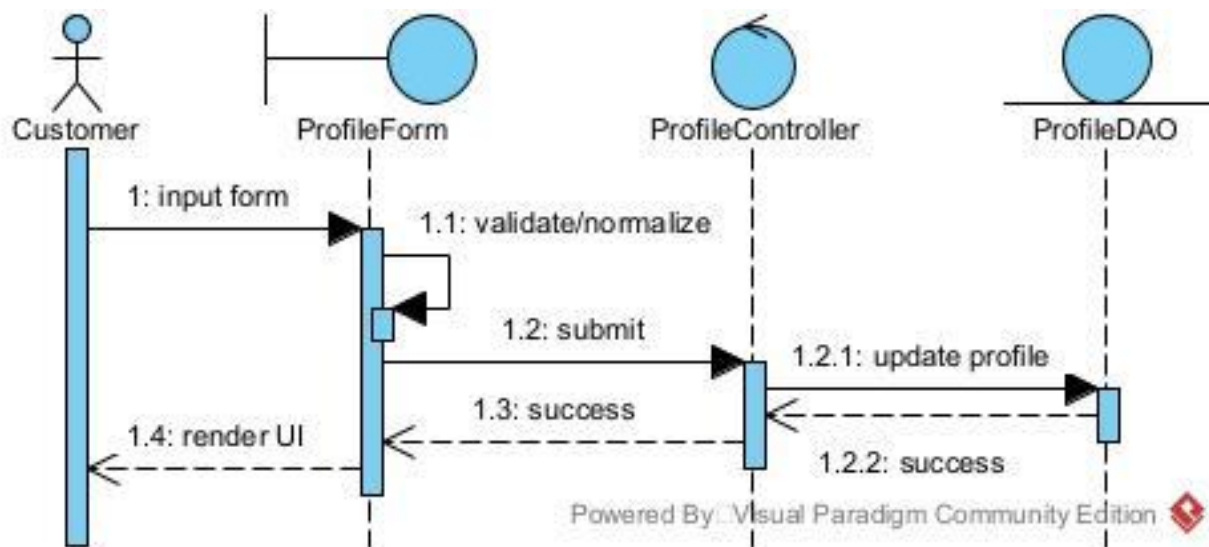 Customer
ProfileForm
ProfileController
ProfileDAO
1: input form
1.1: validate/normalize
1.2: submit
1.2.1: update profile
1.3: success
1.4: render UI
1.2.2: success
Powered By Visual Paradigm Community Edition